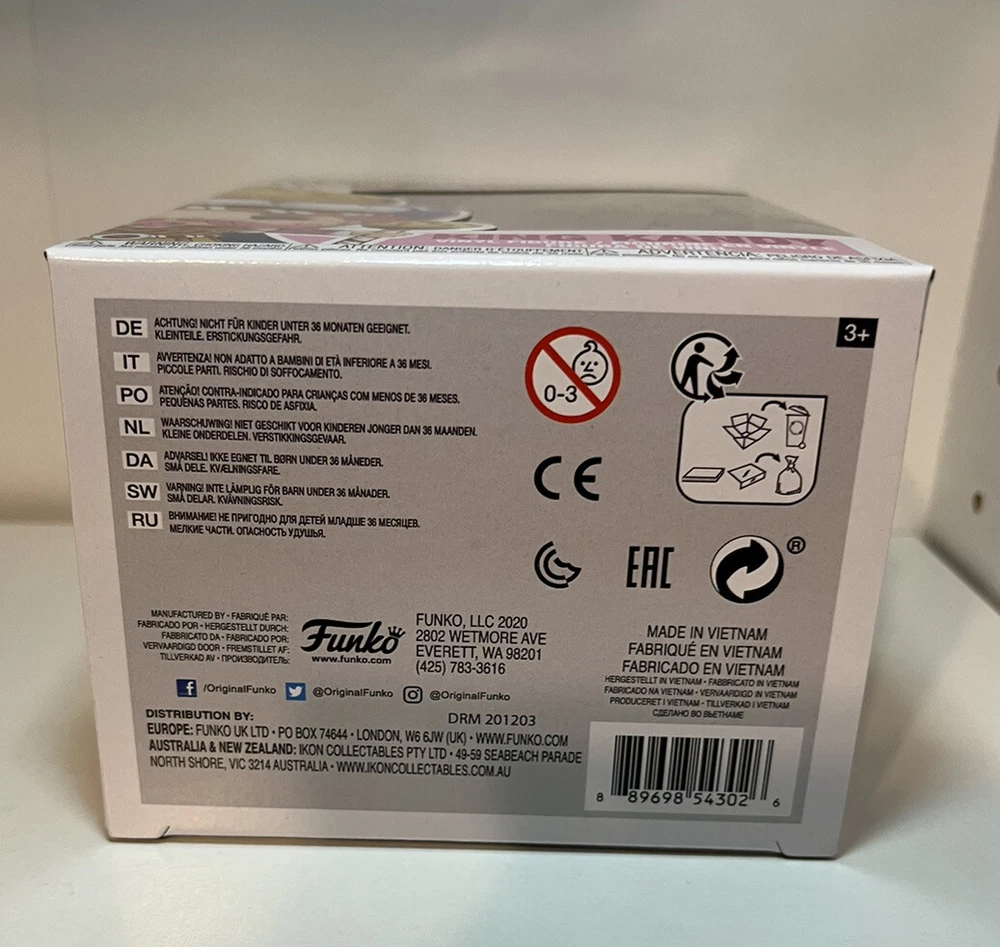 KING KANDY
ATTENTION: DANGER D'ÉTOUFFEMENT
ADVERTENCIA: PELIGRO DE ASFIXIA
DE ACHTUNG! NICHT FÜR KINDER UNTER 36 MONATEN GEEIGNET.
KLEINTEILE. ERSTICKUNGSGEFAHR.
IT AVVERTENZA! NON ADATTO A BAMBINI DI ETÀ INFERIORE A 36 MESI.
PICCOLE PARTI. RISCHIO DI SOFFOCAMENTO.
PO ATENÇÃO! CONTRA-INDICADO PARA CRIANÇAS COM MENOS DE 36 MESES.
PEQUENAS PARTES. RISCO DE ASFIXIA.
NL WAARSCHUWING! NIET GESCHIKT VOOR KINDEREN JONGER DAN 36 MAANDEN.
KLEINE ONDERDELEN. VERSTIKKINGSGEVAAR.
DA ADVARSEL! IKKE EGNET TIL BØRN UNDER 36 MÅNEDER.
SMÅ DELE. KVÆLNINGSFARE.
SW VARNING! INTE LÄMPLIG FÖR BARN UNDER 36 MÅNADER.
SMÅ DELAR. KVÄVNINGSRISK.
RU ВНИМАНИЕ! НЕ ПРИГОДНО ДЛЯ ДЕТЕЙ МЛАДШЕ 36 МЕСЯЦЕВ.
МЕЛКИЕ ЧАСТИ. ОПАСНОСТЬ УДУШЬЯ.
0-3
3+
CE
EAC
®
MANUFACTURED BY • FABRIQUÉ PAR:
FABRICADO POR • HERGESTELLT DURCH:
FABBRICATO DA • FABRICADO POR:
VERVAARDIGD DOOR • FREMSTILLET AF:
TILLVERKAD AV • ПРОИЗВОДИТЕЛЬ:
Funko
www.funko.com
FUNKO, LLC 2020
2802 WETMORE AVE
EVERETT, WA 98201
(425) 783-3616
/OriginalFunko @OriginalFunko @OriginalFunko
MADE IN VIETNAM
FABRIQUÉ EN VIETNAM
FABRICADO EN VIETNAM
HERGESTELLT IN VIETNAM • FABBRICATO IN VIETNAM
FABRICADO NA VIETNAM • VERVAARDIGD IN VIETNAM
PRODUCERET I VIETNAM • TILLVERKAD I VIETNAM
СДЕЛАНО ВО ВЬЕТНАМЕ
DISTRIBUTION BY: DRM 201203
EUROPE: FUNKO UK LTD • PO BOX 74644 • LONDON, W6 6JW (UK) • WWW.FUNKO.COM
AUSTRALIA & NEW ZEALAND: IKON COLLECTABLES PTY LTD • 49-59 SEABEACH PARADE
NORTH SHORE, VIC 3214 AUSTRALIA • WWW.IKONCOLLECTABLES.COM.AU
8 89698 54302 6